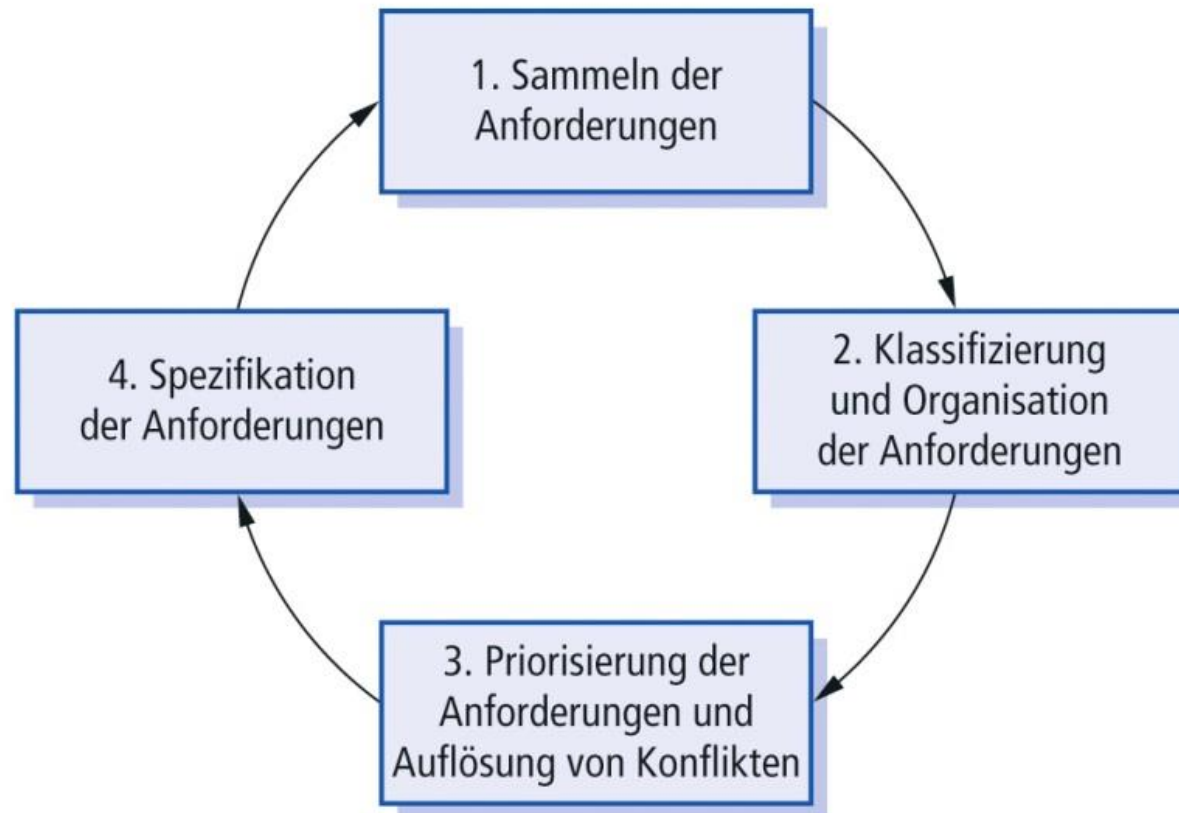 1. Sammeln der
Anforderungen
2. Klassifizierung
und Organisation
der Anforderungen
3. Priorisierung der
Anforderungen und
Auflösung von Konflikten
4. Spezifikation
der Anforderungen